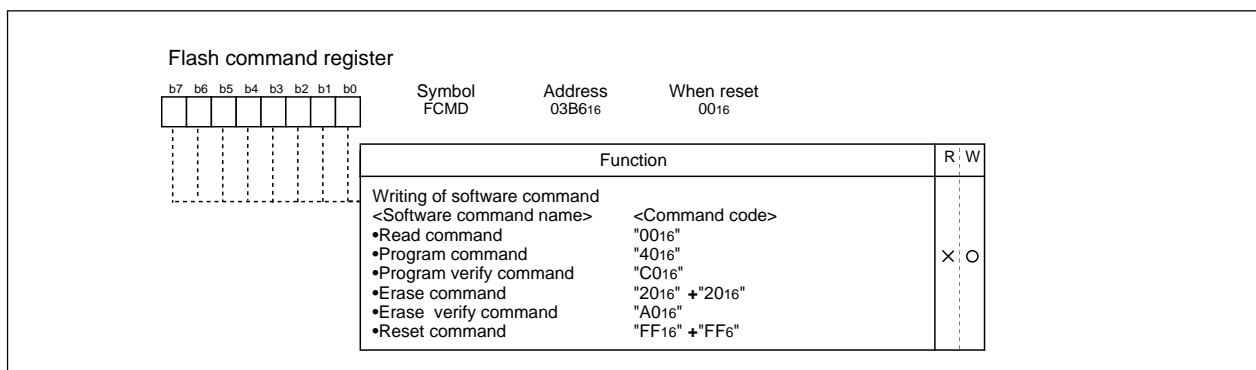 Flash command register
b7 b6 b5 b4 b3 b2 b1 b0
Symbol Address When reset
FCMD 03B616 0016
Function R W
Writing of software command
<Software command name> <Command code>
•Read command "0016"
•Program command "4016"
•Program verify command "C016"
•Erase command "2016" +"2016"
•Erase verify command "A016"
•Reset command "FF16" +"FF6"
× ○